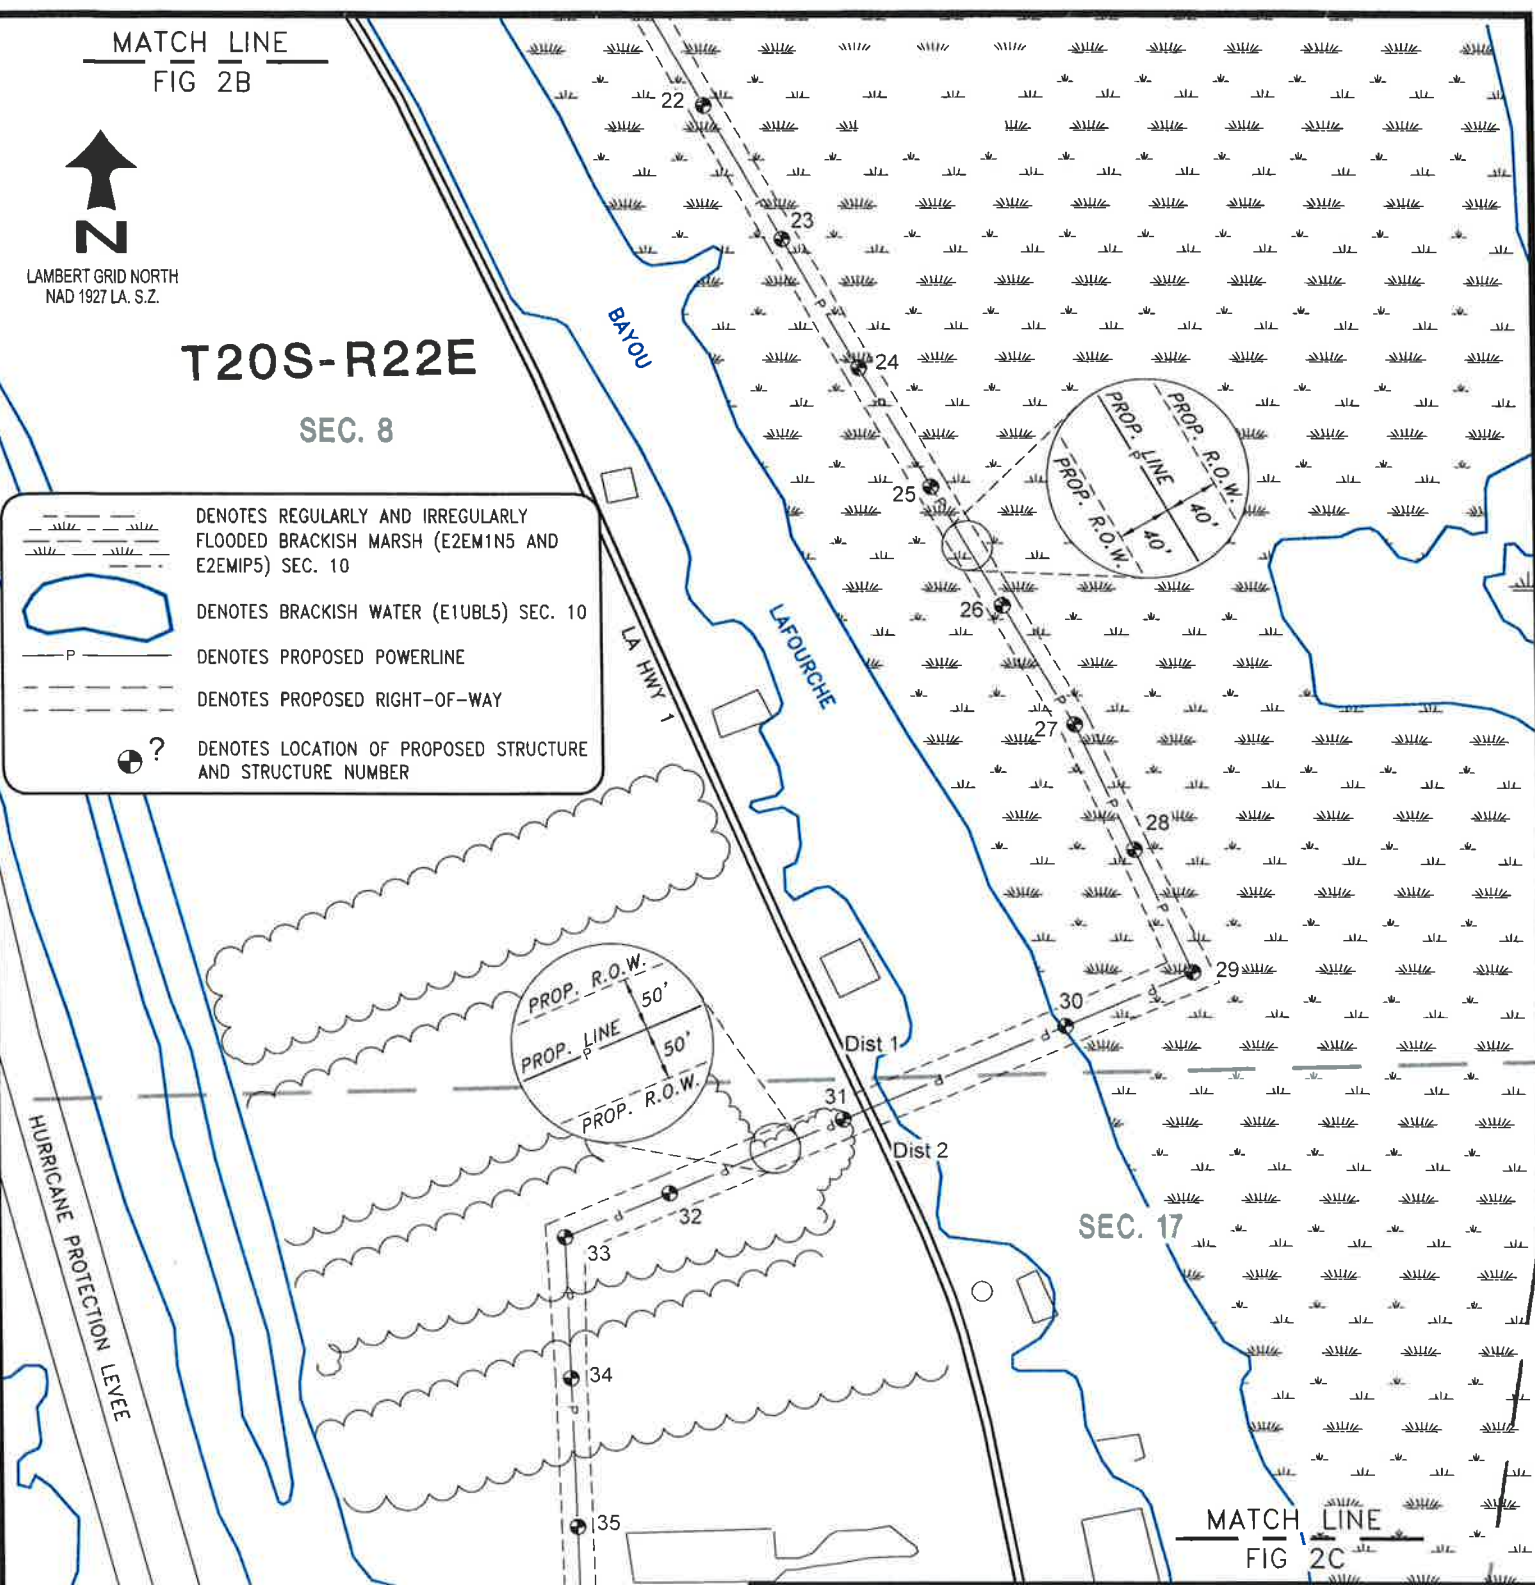 MATCH LINE
FIG 2B
N
LAMBERT GRID NORTH
NAD 1927 LA. S.Z.
T20S-R22E
SEC. 8
DENOTES REGULARLY AND IRREGULARLY
FLOODED BRACKISH MARSH (E2EM1N5 AND
E2EMIP5) SEC. 10
DENOTES BRACKISH WATER (E1UBL5) SEC. 10
P
DENOTES PROPOSED POWERLINE
DENOTES PROPOSED RIGHT-OF-WAY
?
DENOTES LOCATION OF PROPOSED STRUCTURE
AND STRUCTURE NUMBER
22
23
P
24
P
25
P
26
P
27
P
28
P
29
P
30
P
P
31
P
P
32
P
33
P
34
P
35
BAYOU
LAFOURCHE
LA HWY 1
PROP. R.O.W.
PROP. LINE
P
PROP. R.O.W.
40'
40'
PROP. R.O.W.
50'
PROP. LINE
P
50'
PROP. R.O.W.
Dist 1
Dist 2
HURRICANE PROTECTION LEVEE
SEC. 17
MATCH LINE
FIG 2C